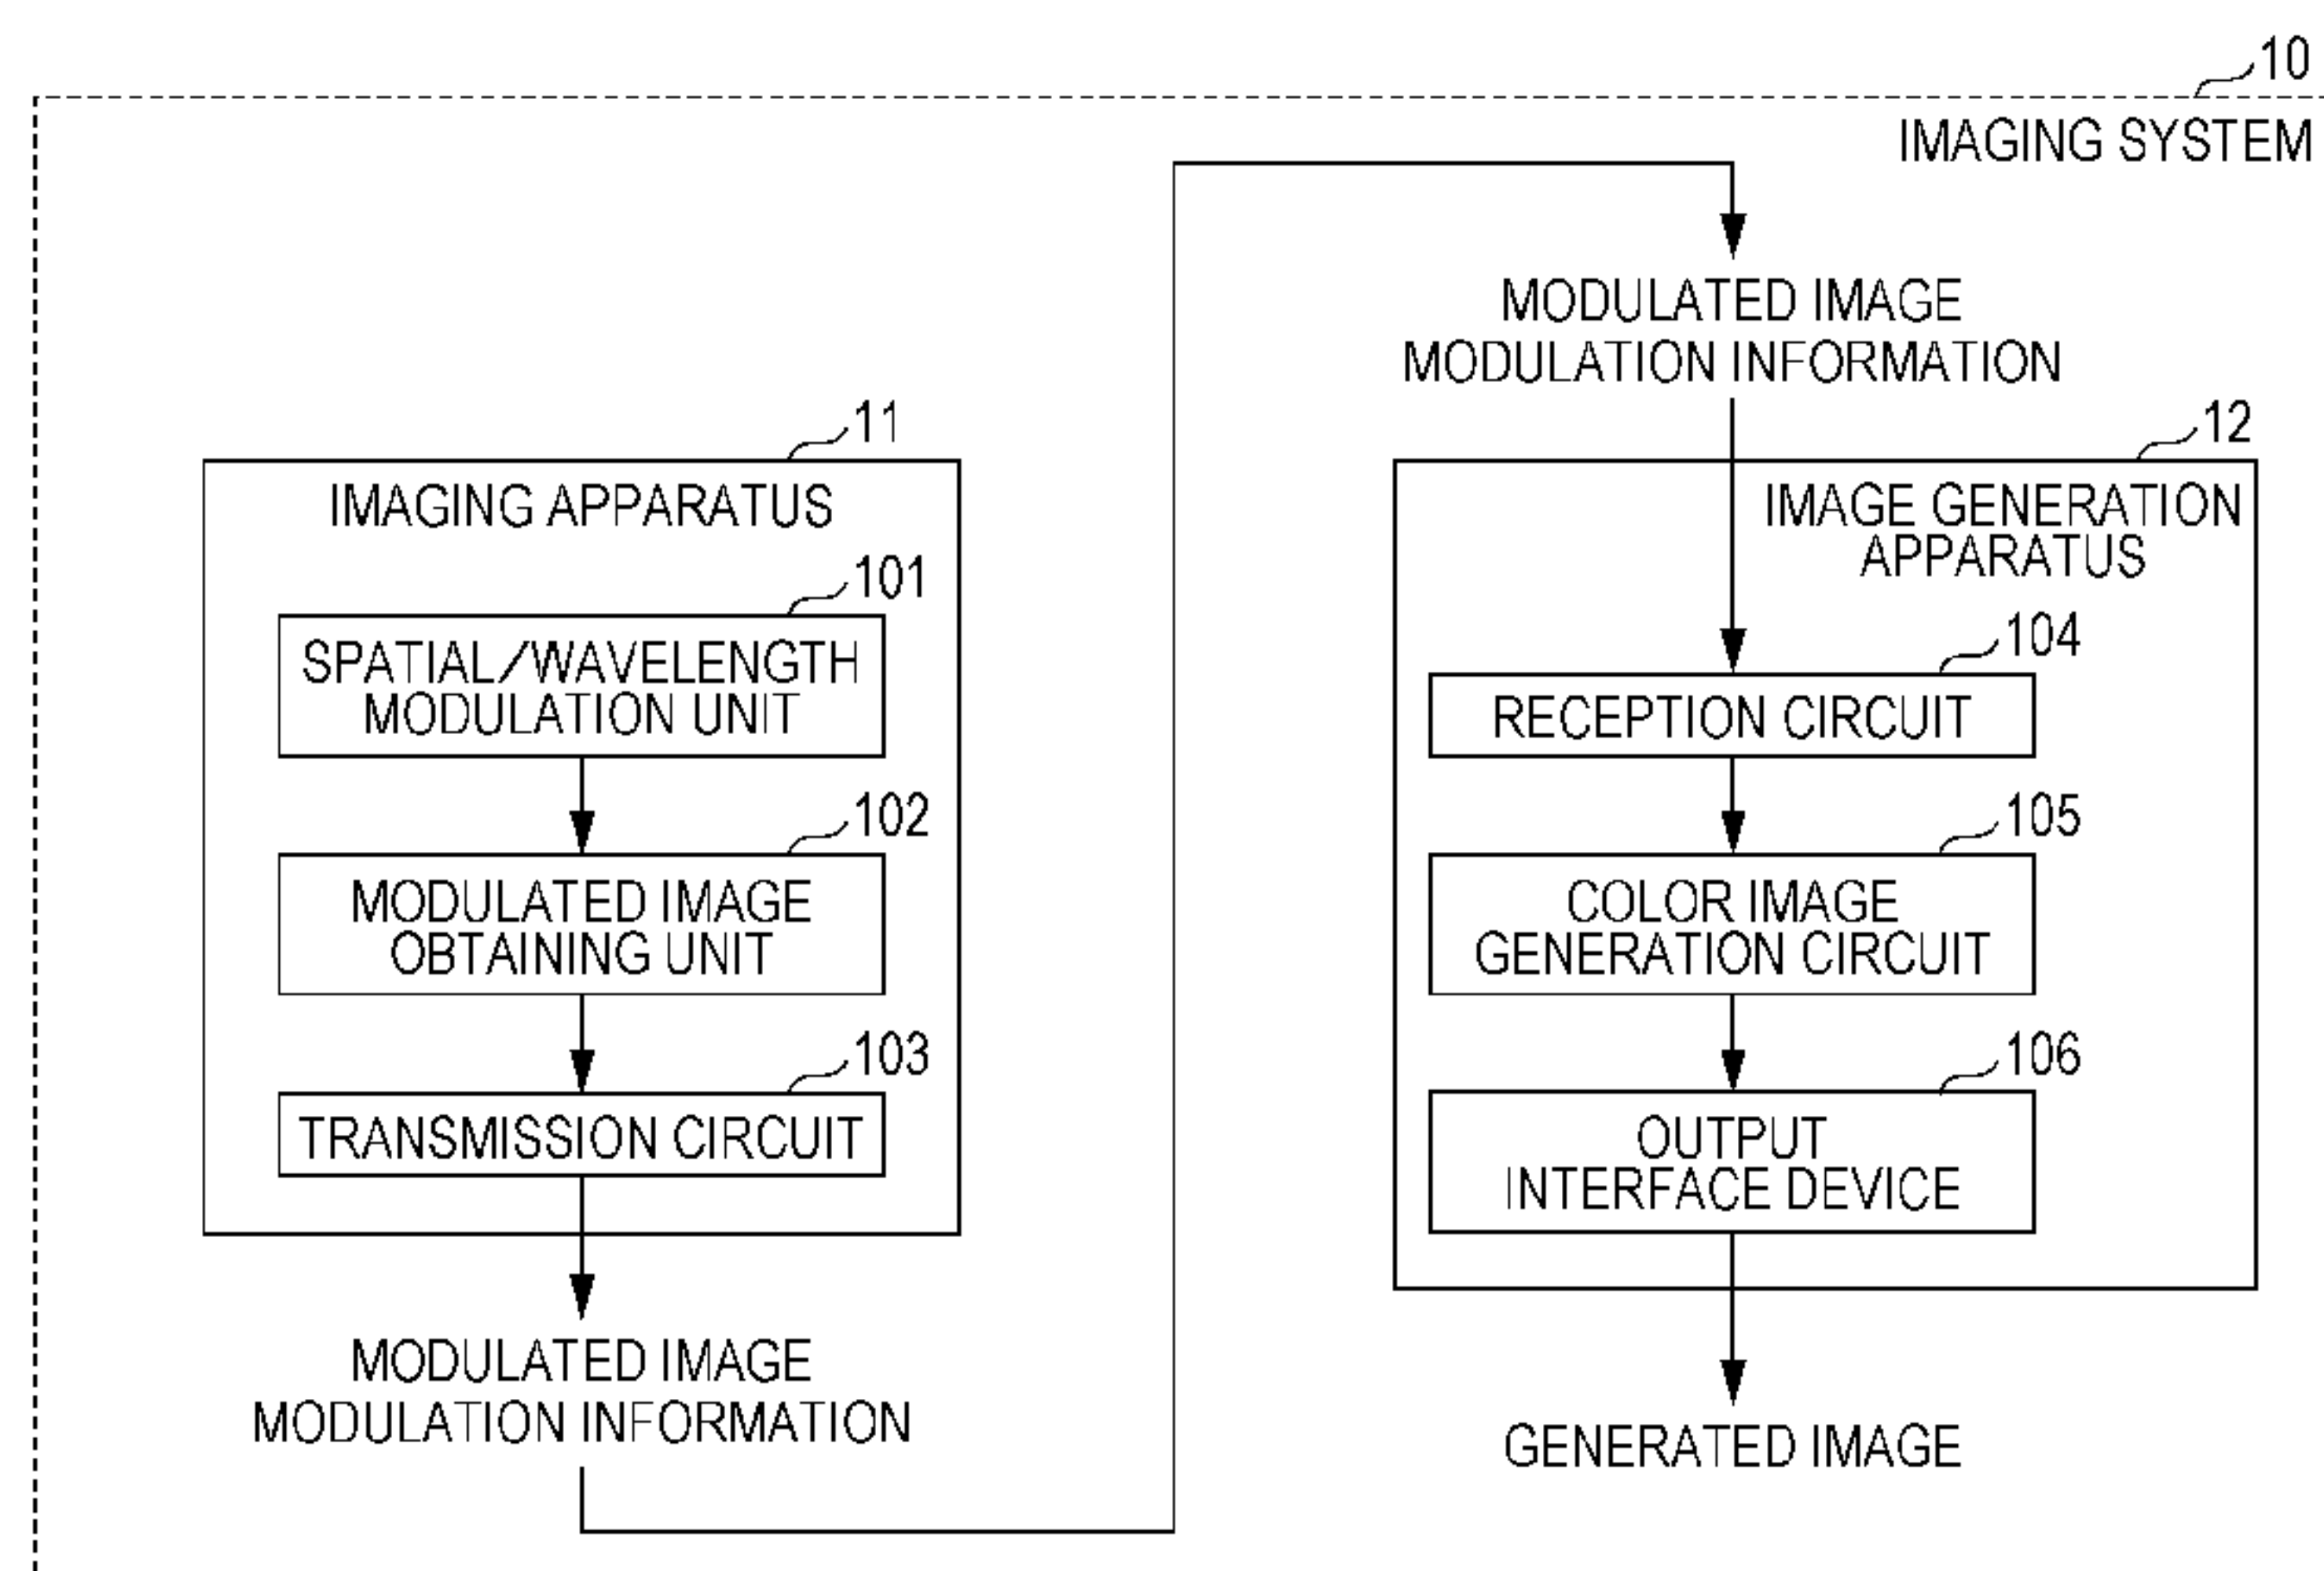 10
IMAGING SYSTEM
11
IMAGING APPARATUS
101
SPATIAL/WAVELENGTH
MODULATION UNIT
102
MODULATED IMAGE
OBTAINING UNIT
103
TRANSMISSION CIRCUIT
MODULATED IMAGE
MODULATION INFORMATION
MODULATED IMAGE
MODULATION INFORMATION
12
IMAGE GENERATION
APPARATUS
104
RECEPTION CIRCUIT
105
COLOR IMAGE
GENERATION CIRCUIT
106
OUTPUT
INTERFACE DEVICE
GENERATED IMAGE